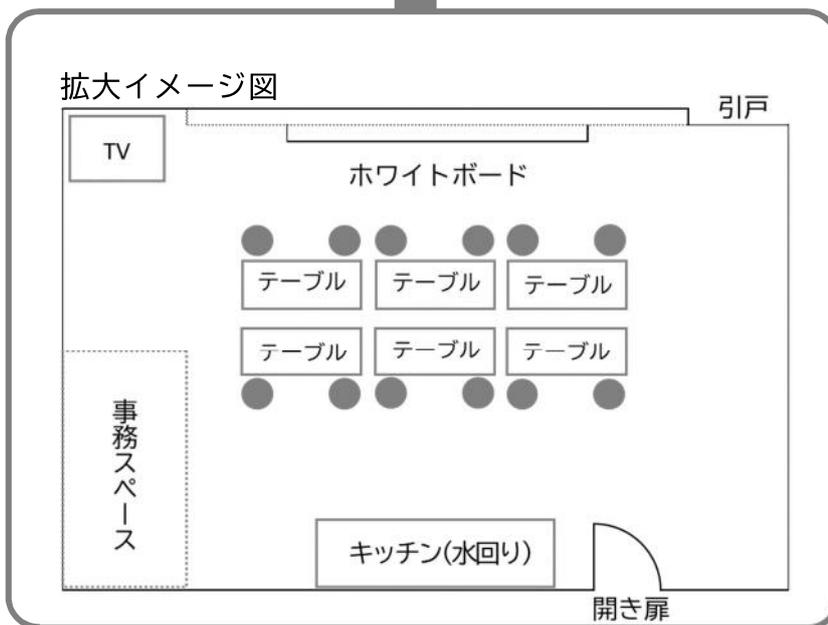 拡大イメージ図
引戸
TV
ホワイトボード
テーブル
テーブル
テーブル
テーブル
テーブル
テーブル
事務スペース
キッチン(水回り)
開き扉